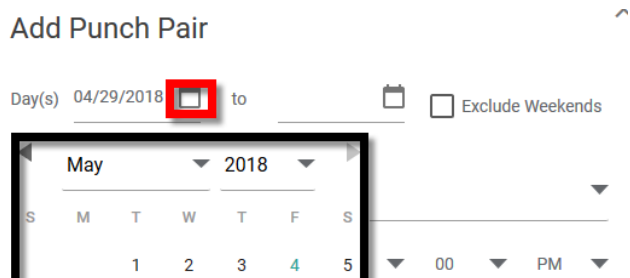 Add Punch Pair
Day(s) 04/29/2018 to Exclude Weekends
May 2018
S M T W T F S
1 2 3 4 5 00 PM